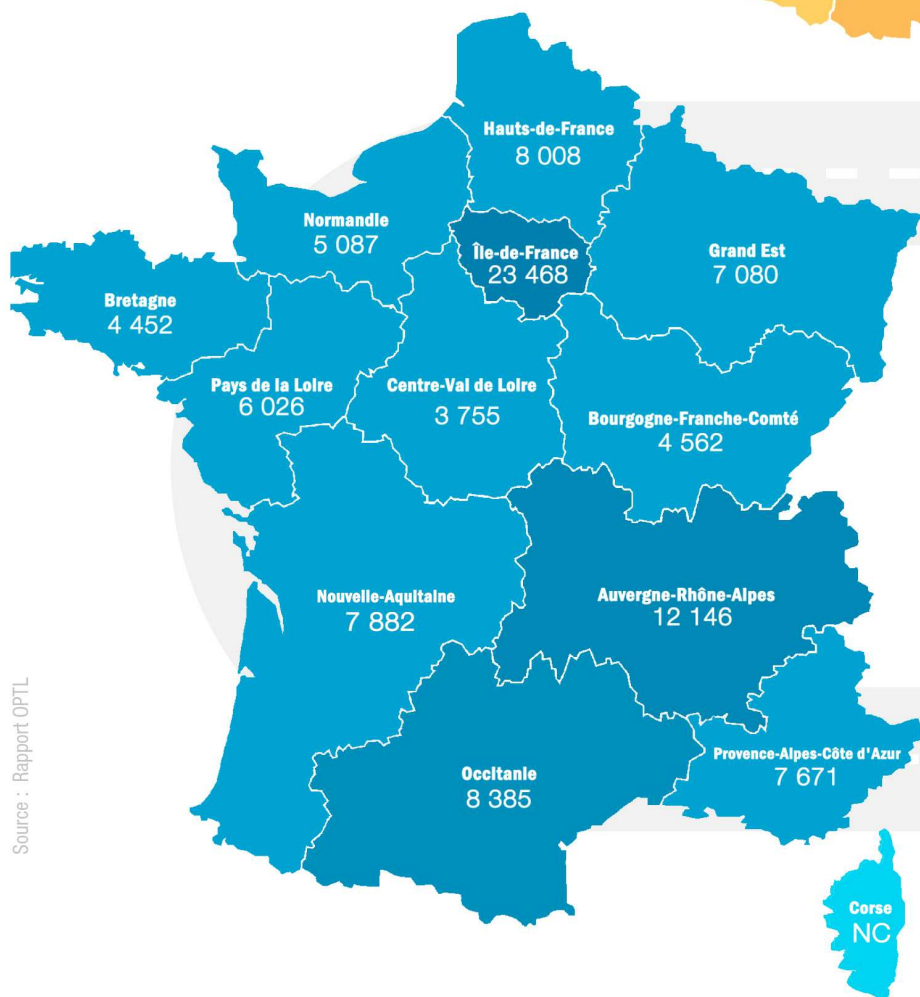 Hauts-de-France
8 008
Normandie
5 087
Île-de-France
23 468
Grand Est
7 080
Bretagne
4 452
Pays de la Loire
6 026
Centre-Val de Loire
3 755
Bourgogne-Franche-Comté
4 562
Nouvelle-Aquitaine
7 882
Auvergne-Rhône-Alpes
12 146
Occitanie
8 385
Provence-Alpes-Côte d'Azur
7 671
Corse
NC
Source : Rapport OPTL